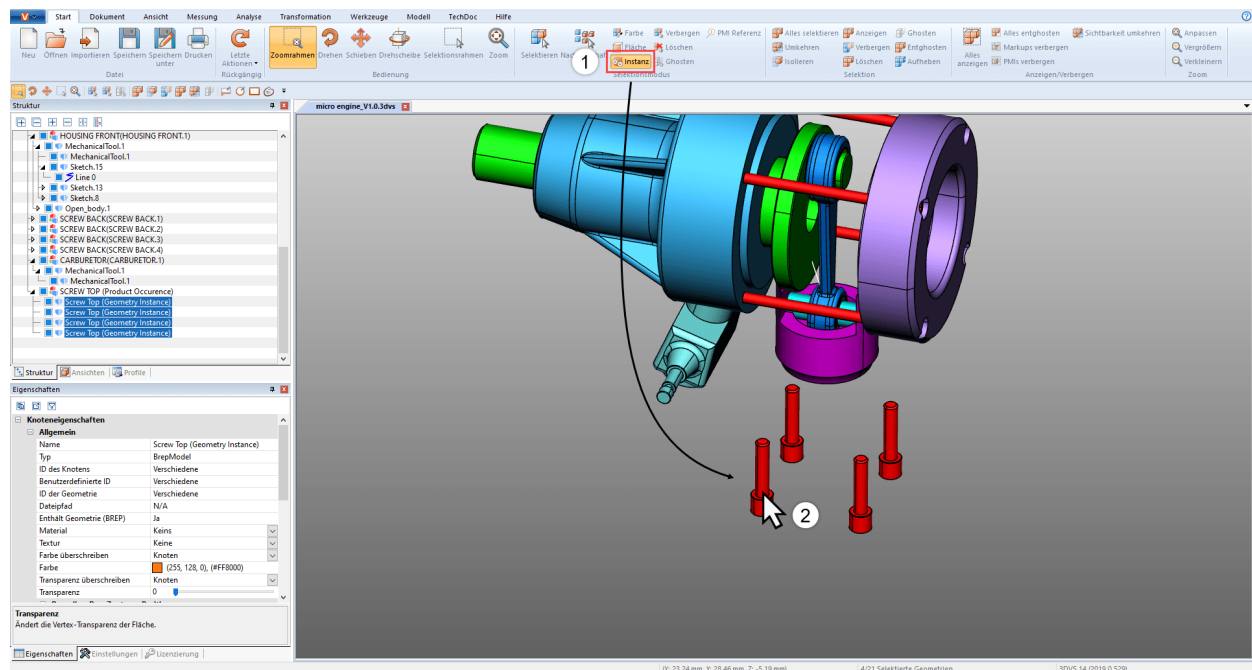 Start Dokument Ansicht Messung Analyse Transformation Werkzeuge Modell TechDoc Hilfe
Neu Öffnen Importieren Speichern Speichern unter Drucken
Letzte Aktionen
Zoomrahmen Drehen Schieben Drehscheibe Selektionsrahmen Zoom
Selektieren
Farbe Verbergen PMI Referenz
Fläche Löschen
Instanz Ghosten
Alles selektieren Anzeigen Ghosten
Umkehren Verbergen Entghosten
Isolieren Löschen Aufheben
Alles anzeigen
Alles entghosten Sichtbarkeit umkehren
Markups verbergen
PMIs verbergen
Anpassen
Vergrößern
Verkleinern
Datei Rückgängig Bedienung Selektionsmodus Selektion Anzeigen/Verbergen Zoom
1
Struktur
micro engine_V1.0.3dvs
HOUSING FRONT(HOUSING FRONT.1)
MechanicalTool.1
MechanicalTool.1
Sketch.15
Line 0
Sketch.13
Sketch.8
Open_body.1
SCREW BACK(SCREW BACK.1)
SCREW BACK(SCREW BACK.2)
SCREW BACK(SCREW BACK.3)
SCREW BACK(SCREW BACK.4)
CARBURETOR(CARBURETOR.1)
MechanicalTool.1
MechanicalTool.1
SCREW TOP (Product Occurence)
Screw Top (Geometry Instance)
Screw Top (Geometry Instance)
Screw Top (Geometry Instance)
Screw Top (Geometry Instance)
Struktur Ansichten Profile
Eigenschaften
Knoteneigenschaften
Allgemein
Name Screw Top (Geometry Instance)
Typ BrepModel
ID des Knotens Verschiedene
Benutzerdefinierte ID Verschiedene
ID der Geometrie Verschiedene
Dateipfad N/A
Enthält Geometrie (BREP) Ja
Material Keins
Textur Keine
Farbe überschreiben Knoten
Farbe (255, 128, 0), (#FF8000)
Transparenz überschreiben Knoten
Transparenz 0
2
Transparenz
Ändert die Vertex-Transparenz der Fläche.
Eigenschaften Einstellungen Lizenzierung
4/21 Selektierte Geometrien
3DVS 14 (2019.0.529)